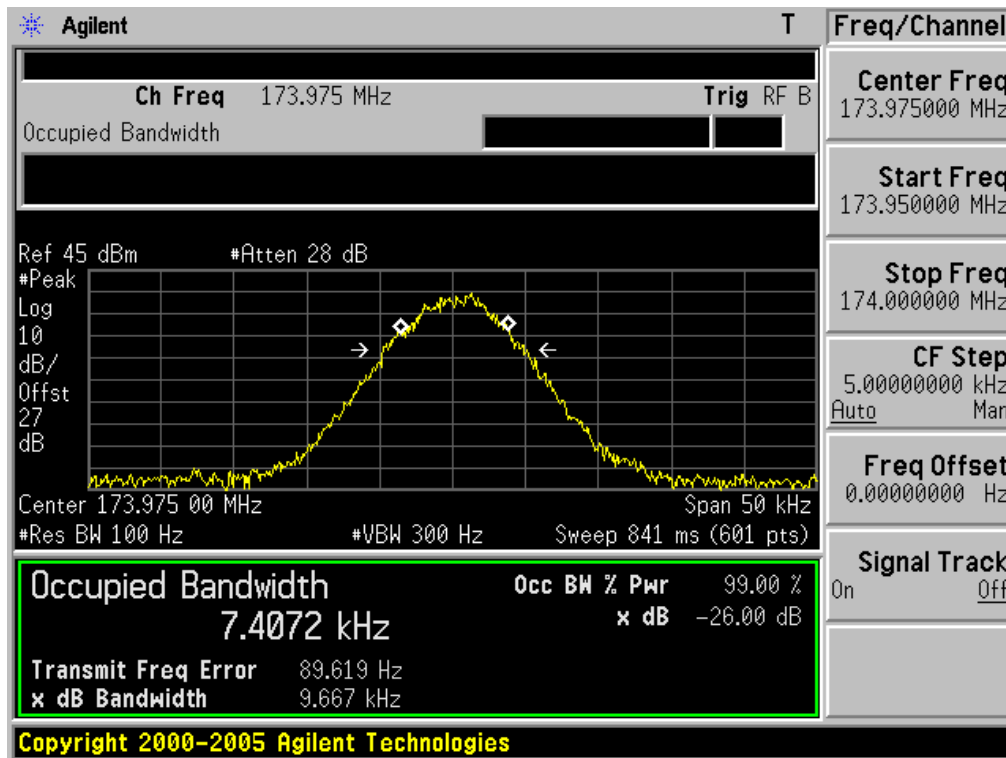 Agilent T
Freq/Channel
Ch Freq 173.975 MHz Trig RF B
Occupied Bandwidth
Center Freq
173.975000 MHz
Start Freq
173.950000 MHz
Stop Freq
174.000000 MHz
CF Step
5.00000000 kHz
Auto Man
Freq Offset
0.00000000 Hz
Signal Track
On Off
Ref 45 dBm #Atten 28 dB
#Peak
Log
10
dB/
Offst
27
dB
Center 173.975 00 MHz Span 50 kHz
#Res BW 100 Hz #VBW 300 Hz Sweep 841 ms (601 pts)
Occupied Bandwidth Occ BW % Pwr 99.00 %
7.4072 kHz x dB -26.00 dB
Transmit Freq Error 89.619 Hz
x dB Bandwidth 9.667 kHz
Copyright 2000-2005 Agilent Technologies